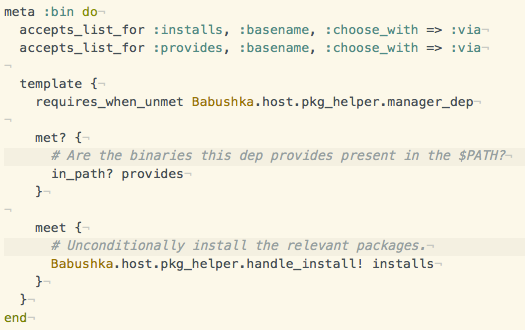 meta :bin do¬
  accepts_list_for :installs, :basename, :choose_with => :via¬
  accepts_list_for :provides, :basename, :choose_with => :via¬
¬
  template {¬
    requires_when_unmet Babushka.host.pkg_helper.manager_dep¬
¬
    met? {¬
      # Are the binaries this dep provides present in the $PATH?¬
      in_path? provides¬
    }¬
¬
    meet {¬
      # Unconditionally install the relevant packages.¬
      Babushka.host.pkg_helper.handle_install! installs¬
    }¬
  }¬
end¬